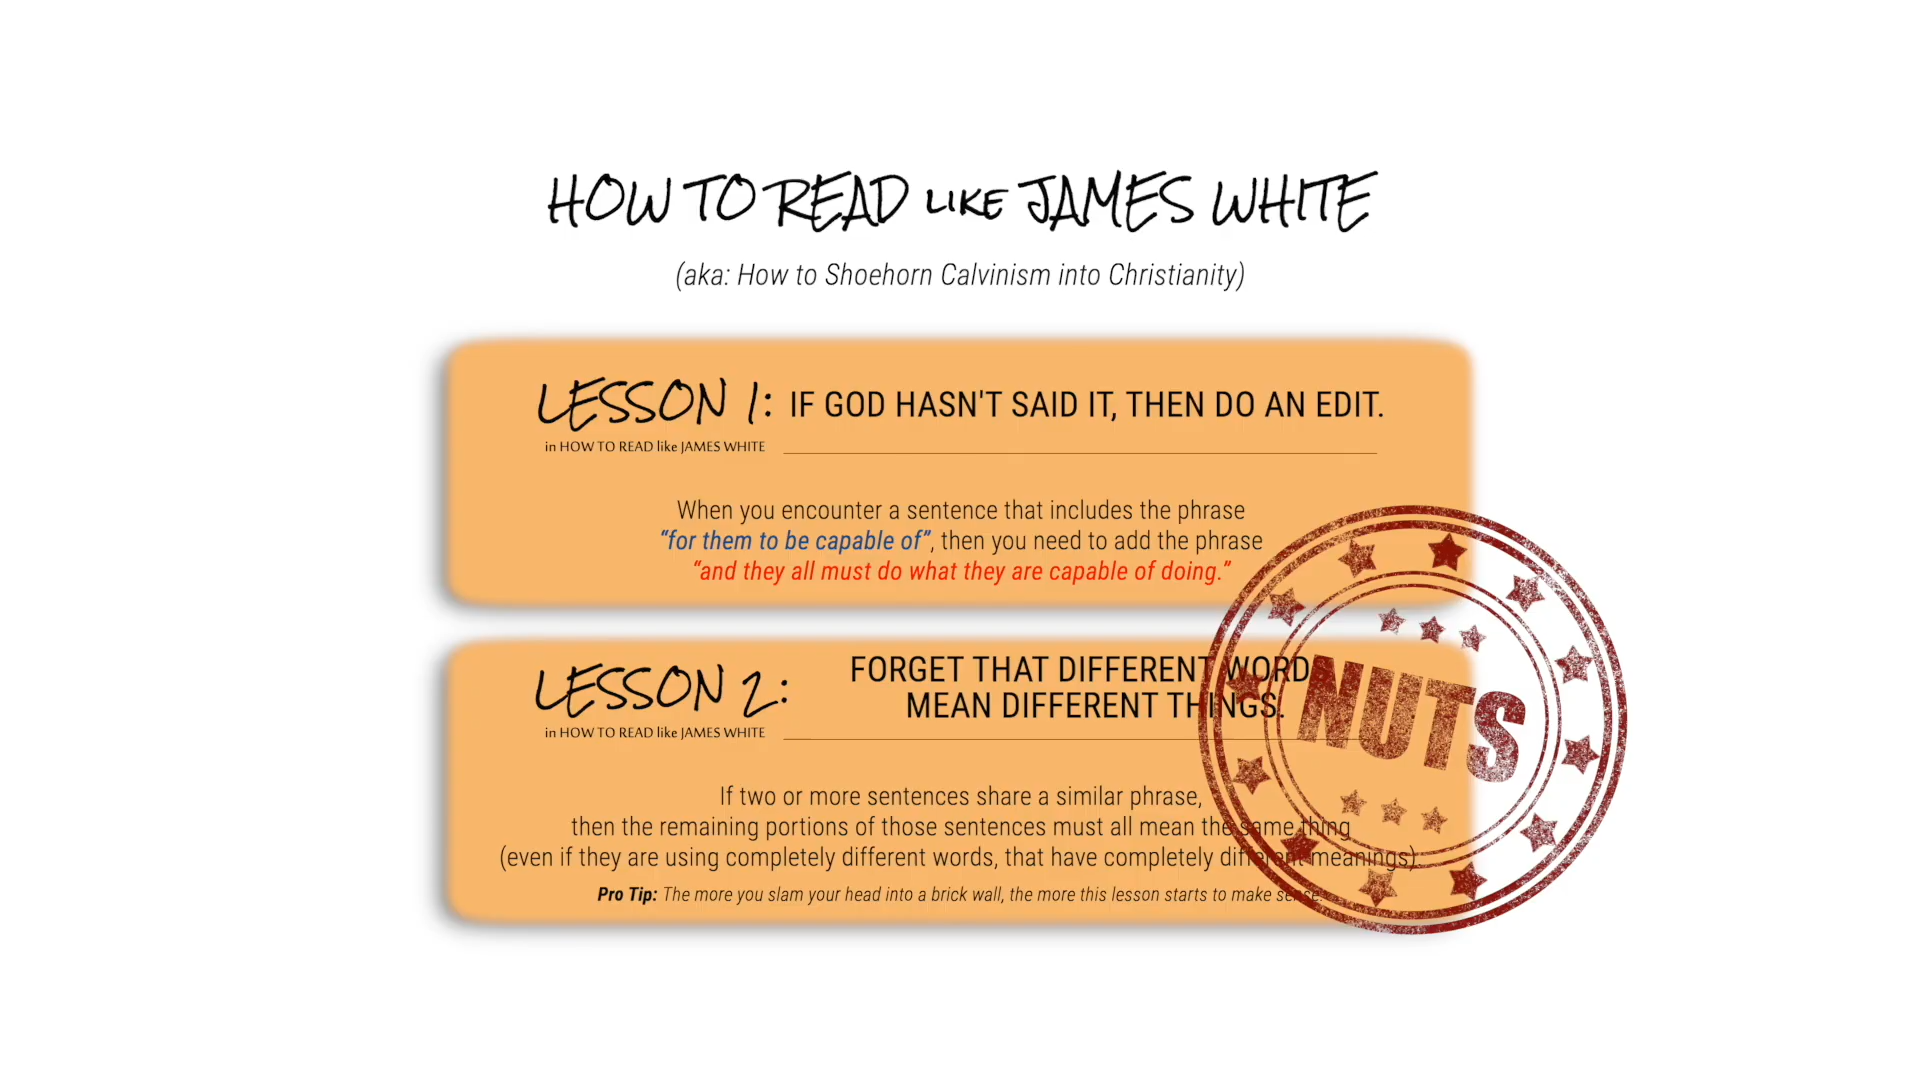 HOW TO READ LIKE JAMES WHITE
(aka: How to Shoehorn Calvinism into Christianity)
LESSON 1: IF GOD HASN'T SAID IT, THEN DO AN EDIT.
in HOW TO READ like JAMES WHITE
When you encounter a sentence that includes the phrase
“for them to be capable of”, then you need to add the phrase
“and they all must do what they are capable of doing.”
LESSON 2: FORGET THAT DIFFERENT WORDS
MEAN DIFFERENT THINGS.
in HOW TO READ like JAMES WHITE
If two or more sentences share a similar phrase,
then the remaining portions of those sentences must all mean the same thing
(even if they are using completely different words, that have completely different meanings).
Pro Tip: The more you slam your head into a brick wall, the more this lesson starts to make sense.
NUTS